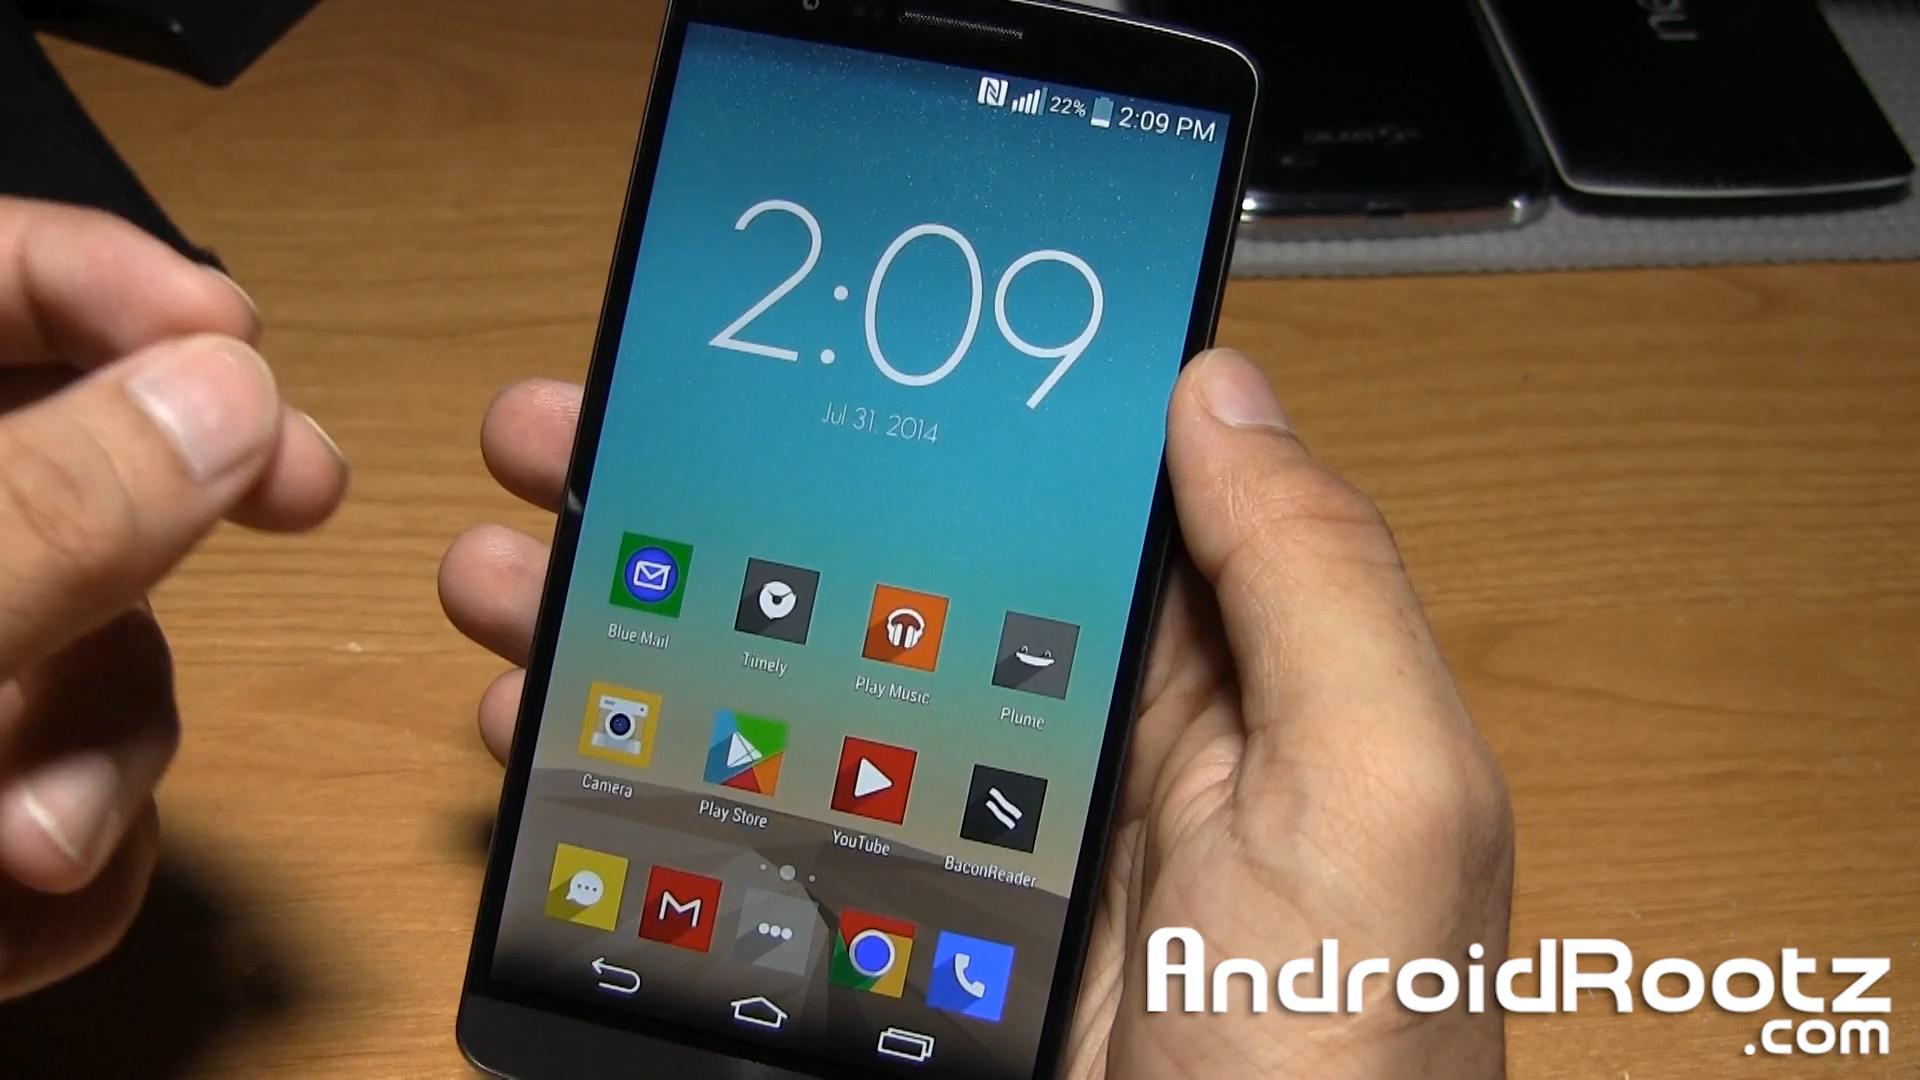 22% 2:09 PM
2:09
Jul 31, 2014
Blue Mail
Timely
Play Music
Plume
Camera
Play Store
YouTube
BaconReader
AndroidRootz
.com